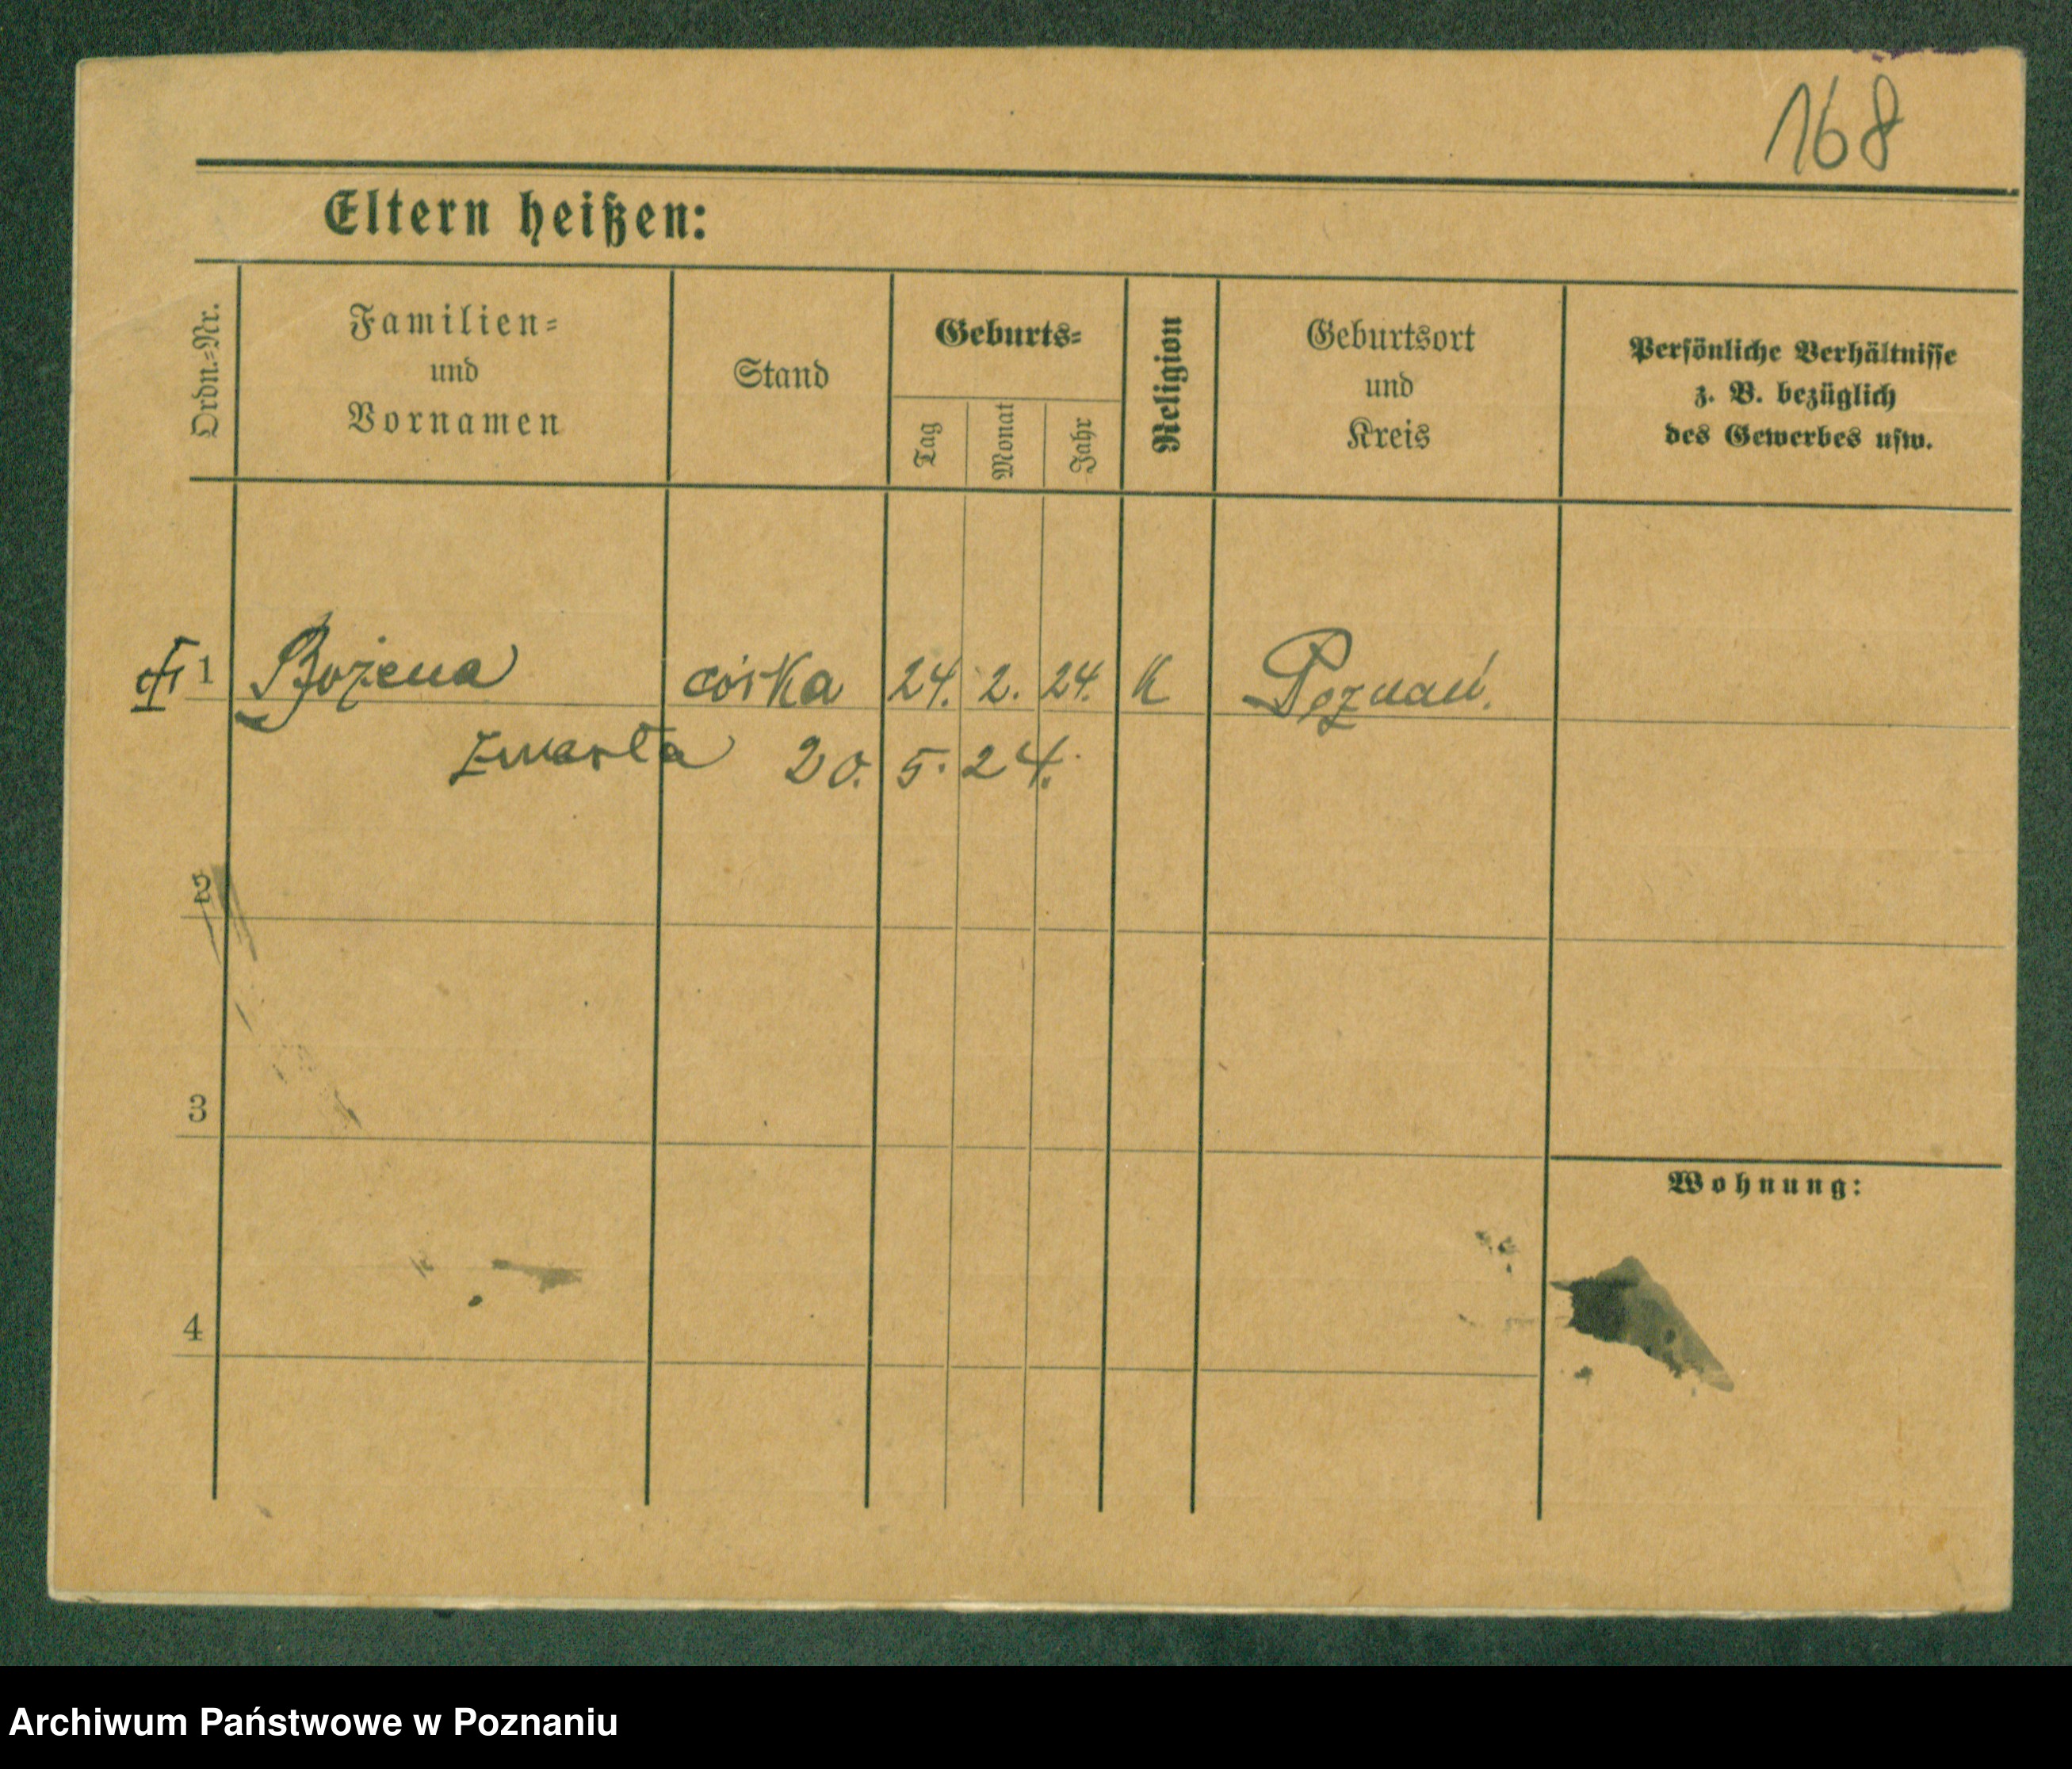 168
Eltern heißen:
Ordn.=Nr.
Familien=
und
Vornamen
Stand
Geburts=
Tag
Monat
Jahr
Religion
Geburtsort
und
Kreis
Persönliche Verhältnisse
z. B. bezüglich
des Gewerbes usw.
1 Bożena córka 24. 2. 24. K Poznań.
zmarła 20. 5. 24.
2
3
Wohnung:
4
Archiwum Państwowe w Poznaniu